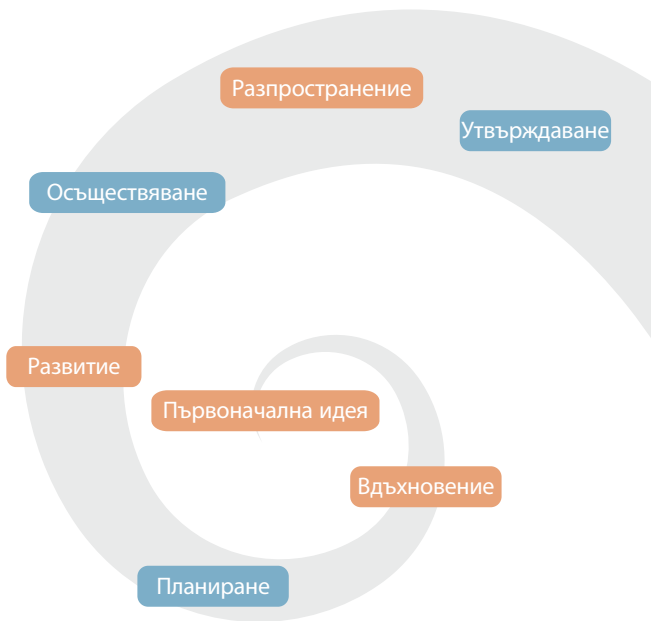 Разпространение
Утвърждаване
Осъществяване
Развитие
Първоначална идея
Вдъхновение
Планиране